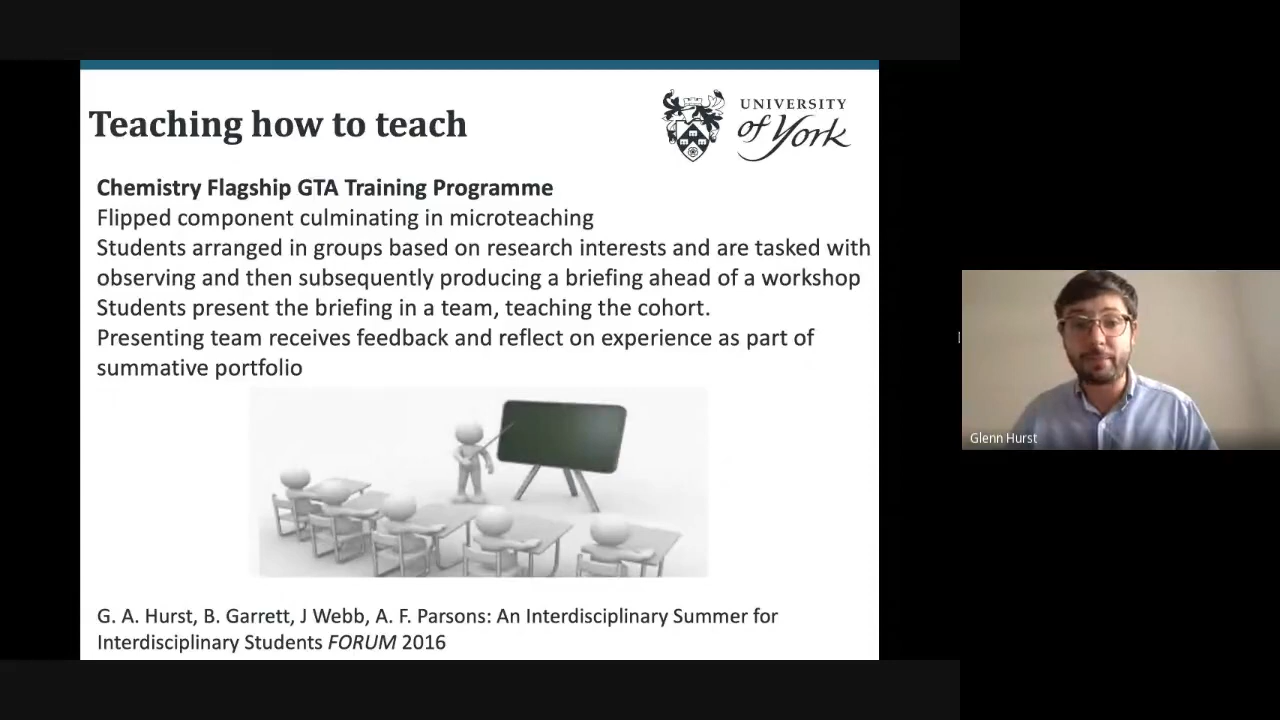 Teaching how to teach
UNIVERSITY
of York
Chemistry Flagship GTA Training Programme
Flipped component culminating in microteaching
Students arranged in groups based on research interests and are tasked with
observing and then subsequently producing a briefing ahead of a workshop
Students present the briefing in a team, teaching the cohort.
Presenting team receives feedback and reflect on experience as part of
summative portfolio
G. A. Hurst, B. Garrett, J Webb, A. F. Parsons: An Interdisciplinary Summer for
Interdisciplinary Students FORUM 2016
Glenn Hurst